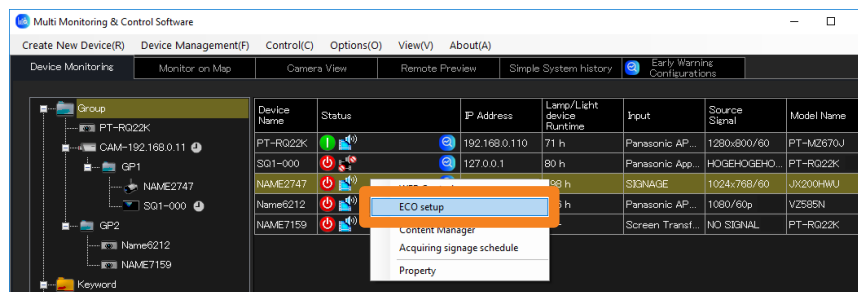 Multi Monitoring & Control Software
Create New Device(R) Device Management(F) Control(C) Options(O) View(V) About(A)
Device Monitoring Monitor on Map Camera View Remote Preview Simple System history Early Warning Configurations
Group
PT-RQ22K
CAM-192.168.0.11
GP1
NAME2747
SQ1-000
GP2
Name6212
NAME7159
Keyword
Device Name Status IP Address Lamp/Light device Runtime Input Source Signal Model Name
PT-RQ22K 192.168.0.110 71 h Panasonic AP... 1280x800/60 PT-MZ670J
SQ1-000 127.0.0.1 80 h Panasonic App... HOGEHOGEHO... PT-RQ22K
NAME2747 h SIGNAGE 1024x768/60 JX200HWU
Name6212 h Panasonic AP... 1080/60p VZ585N
NAME7159 Screen Transf... NO SIGNAL PT-RQ22K
ECO setup
Content Manager
Acquiring signage schedule
Property